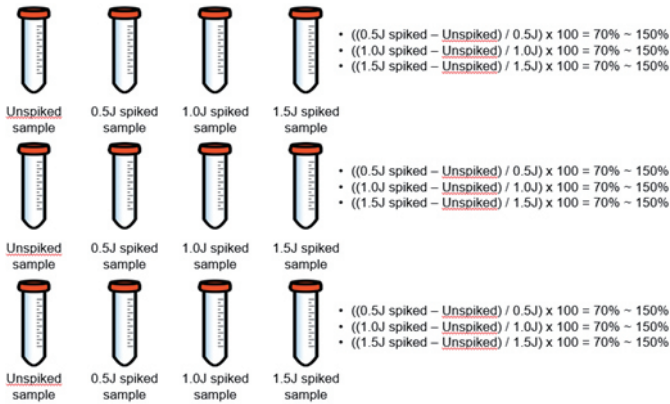 • ((0.5J spiked – Unspiked) / 0.5J) x 100 = 70% ~ 150%
• ((1.0J spiked – Unspiked) / 1.0J) x 100 = 70% ~ 150%
• ((1.5J spiked – Unspiked) / 1.5J) x 100 = 70% ~ 150%
Unspiked 0.5J spiked 1.0J spiked 1.5J spiked
sample sample sample sample
• ((0.5J spiked – Unspiked) / 0.5J) x 100 = 70% ~ 150%
• ((1.0J spiked – Unspiked) / 1.0J) x 100 = 70% ~ 150%
• ((1.5J spiked – Unspiked) / 1.5J) x 100 = 70% ~ 150%
Unspiked 0.5J spiked 1.0J spiked 1.5J spiked
sample sample sample sample
• ((0.5J spiked – Unspiked) / 0.5J) x 100 = 70% ~ 150%
• ((1.0J spiked – Unspiked) / 1.0J) x 100 = 70% ~ 150%
• ((1.5J spiked – Unspiked) / 1.5J) x 100 = 70% ~ 150%
Unspiked 0.5J spiked 1.0J spiked 1.5J spiked
sample sample sample sample